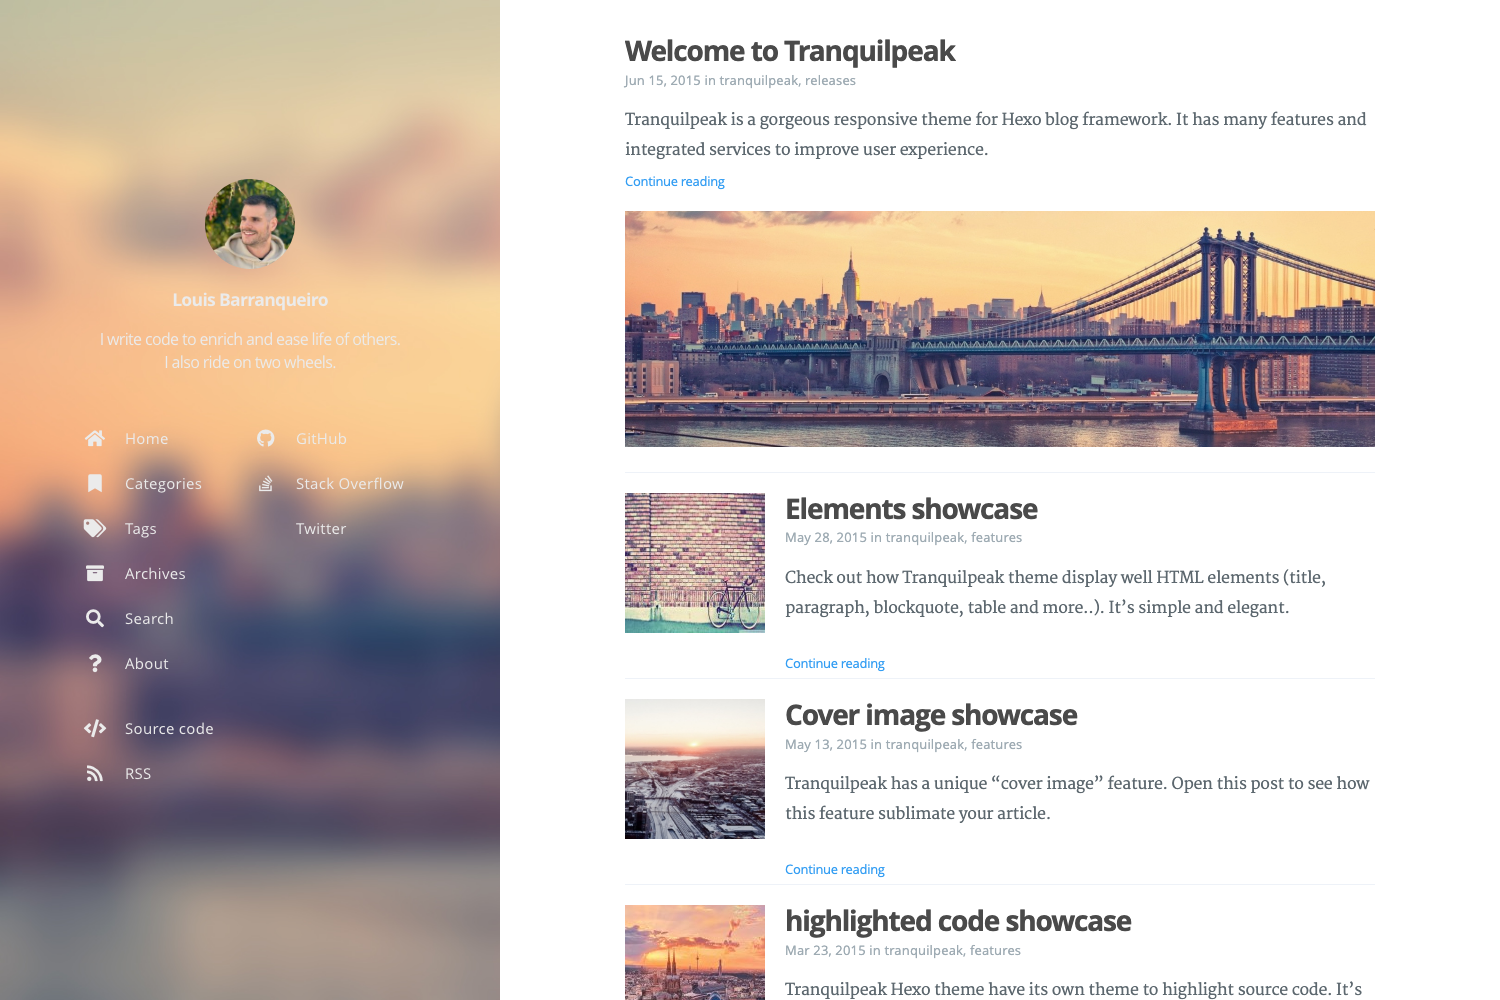 Louis Barranqueiro
I write code to enrich and ease life of others.
I also ride on two wheels.
Home
Categories
Tags
Archives
Search
About
GitHub
Stack Overflow
Twitter
Source code
RSS
Welcome to Tranquilpeak
Jun 15, 2015 in tranquilpeak, releases
Tranquilpeak is a gorgeous responsive theme for Hexo blog framework. It has many features and
integrated services to improve user experience.
Continue reading
Elements showcase
May 28, 2015 in tranquilpeak, features
Check out how Tranquilpeak theme display well HTML elements (title,
paragraph, blockquote, table and more..). It’s simple and elegant.
Continue reading
Cover image showcase
May 13, 2015 in tranquilpeak, features
Tranquilpeak has a unique “cover image” feature. Open this post to see how
this feature sublimate your article.
Continue reading
highlighted code showcase
Mar 23, 2015 in tranquilpeak, features
Tranquilpeak Hexo theme have its own theme to highlight source code. It’s